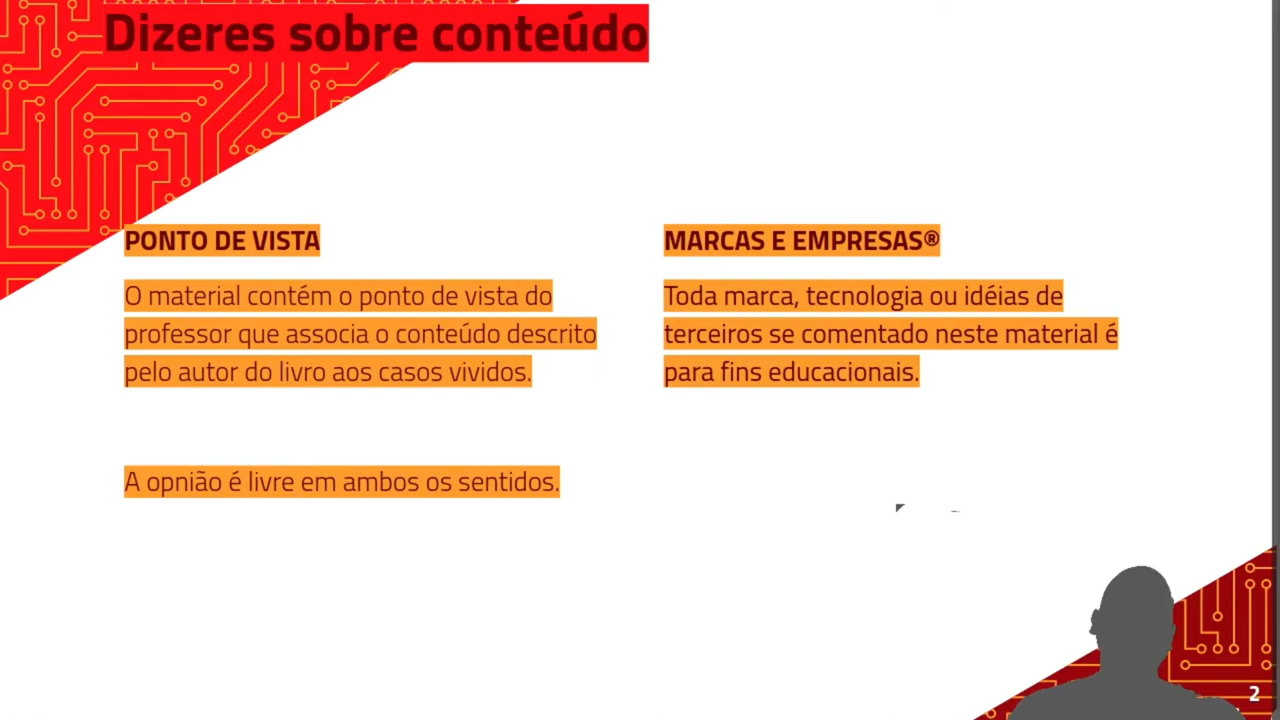 Dizeres sobre conteúdo
PONTO DE VISTA
O material contém o ponto de vista do
professor que associa o conteúdo descrito
pelo autor do livro aos casos vividos.
A opnião é livre em ambos os sentidos.
MARCAS E EMPRESAS®
Toda marca, tecnologia ou idéias de
terceiros se comentado neste material é
para fins educacionais.
2